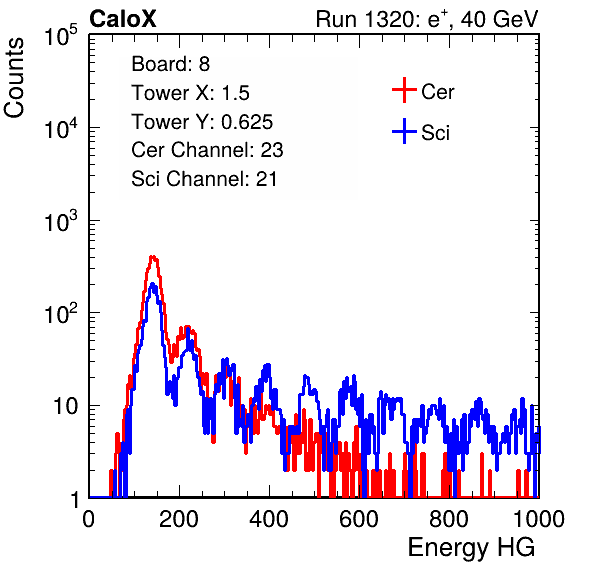 CaloX
Run 1320: e+, 40 GeV
Counts
Board: 8
Tower X: 1.5
Tower Y: 0.625
Cer Channel: 23
Sci Channel: 21
Cer
Sci
10^5
10^4
10^3
10^2
10
1
0 200 400 600 800 1000
Energy HG